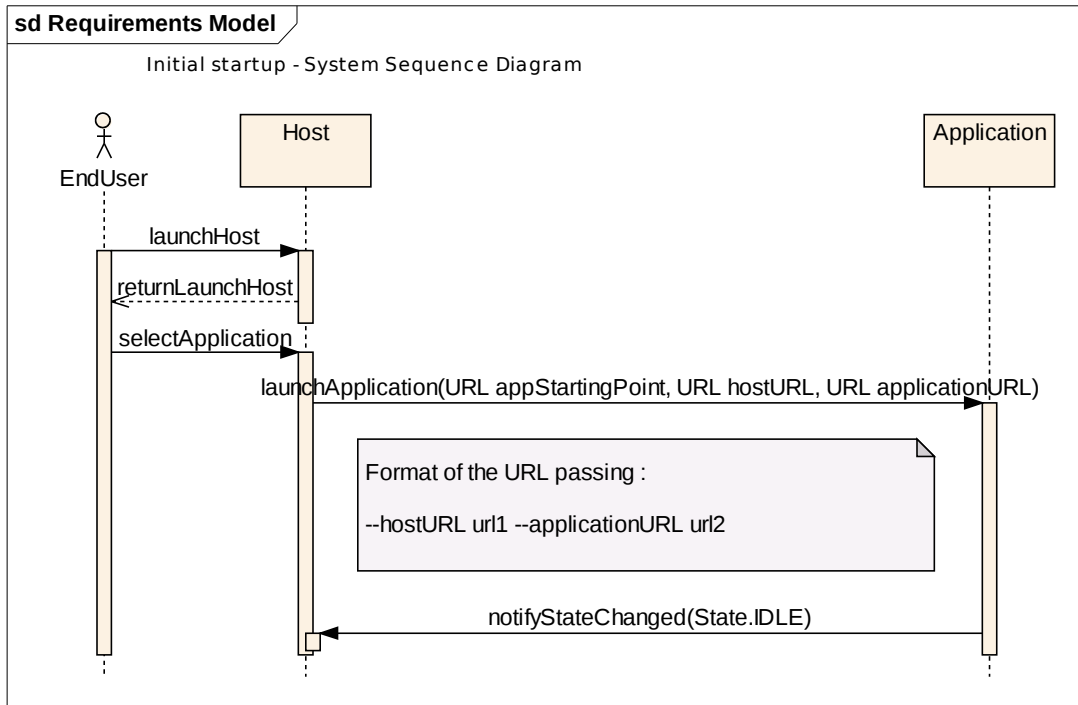 sd Requirements Model
Initial startup - System Sequence Diagram
EndUser
Host
Application
launchHost
returnLaunchHost
selectApplication
launchApplication(URL appStartingPoint, URL hostURL, URL applicationURL)
Format of the URL passing :
--hostURL url1 --applicationURL url2
notifyStateChanged(State.IDLE)